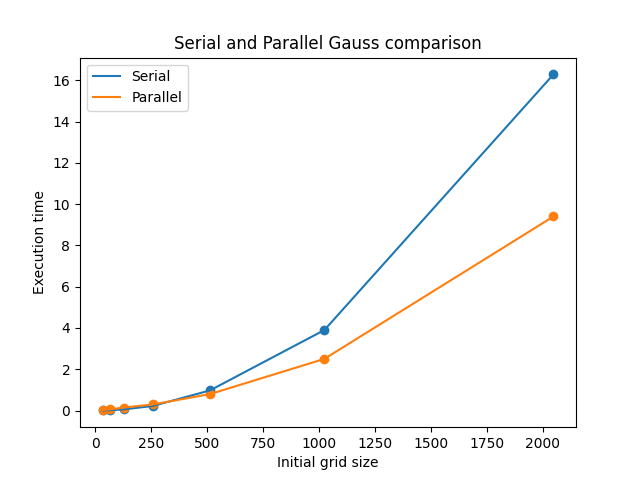 Serial and Parallel Gauss comparison
Serial
Parallel
16
14
12
10
8
6
4
2
0
Execution time
0 250 500 750 1000 1250 1500 1750 2000
Initial grid size